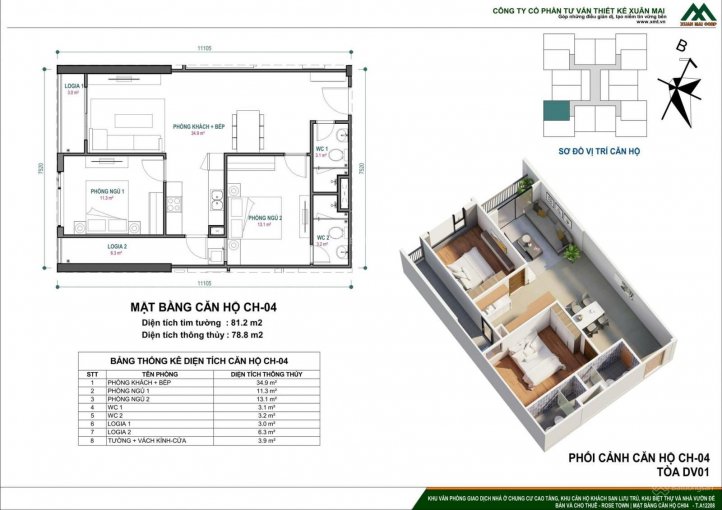 CÔNG TY CỔ PHẦN TƯ VẤN THIẾT KẾ XUÂN MAI
Góp những điều giản dị, tạo niềm tin vững bền
www.xmt.vn
XUAN MAI CORP
11105
7520
LOGIA 1
3.0 m²
PHÒNG KHÁCH + BẾP
34.9 m²
WC 1
3.1 m²
PHÒNG NGỦ 1
11.3 m²
PHÒNG NGỦ 2
13.1 m²
WC 2
3.2 m²
LOGIA 2
6.3 m²
7520
11105
B
SƠ ĐỒ VỊ TRÍ CĂN HỘ
MẶT BẰNG CĂN HỘ CH-04
Diện tích tim tường : 81.2 m2
Diện tích thông thủy : 78.8 m2
BẢNG THỐNG KÊ DIỆN TÍCH CĂN HỘ CH-04
STT TÊN PHÒNG DIỆN TÍCH THÔNG THỦY
1 PHÒNG KHÁCH + BẾP 34.9 m²
2 PHÒNG NGỦ 1 11.3 m²
3 PHÒNG NGỦ 2 13.1 m²
4 WC 1 3.1 m²
5 WC 2 3.2 m²
6 LOGIA 1 3.0 m²
7 LOGIA 2 6.3 m²
8 TƯỜNG + VÁCH KÍNH-CỬA 3.9 m²
PHỐI CẢNH CĂN HỘ CH-04
TÒA DV01
KHU VĂN PHÒNG GIAO DỊCH NHÀ Ở CHUNG CƯ CAO TẦNG, KHU CĂN HỘ KHÁCH SẠN LƯU TRÚ, KHU BIỆT THỰ VÀ NHÀ VƯỜN ĐỂ
BÁN VÀ CHO THUÊ - ROSE TOWN | MẶT BẰNG CĂN HỘ CH04 - T.A12208